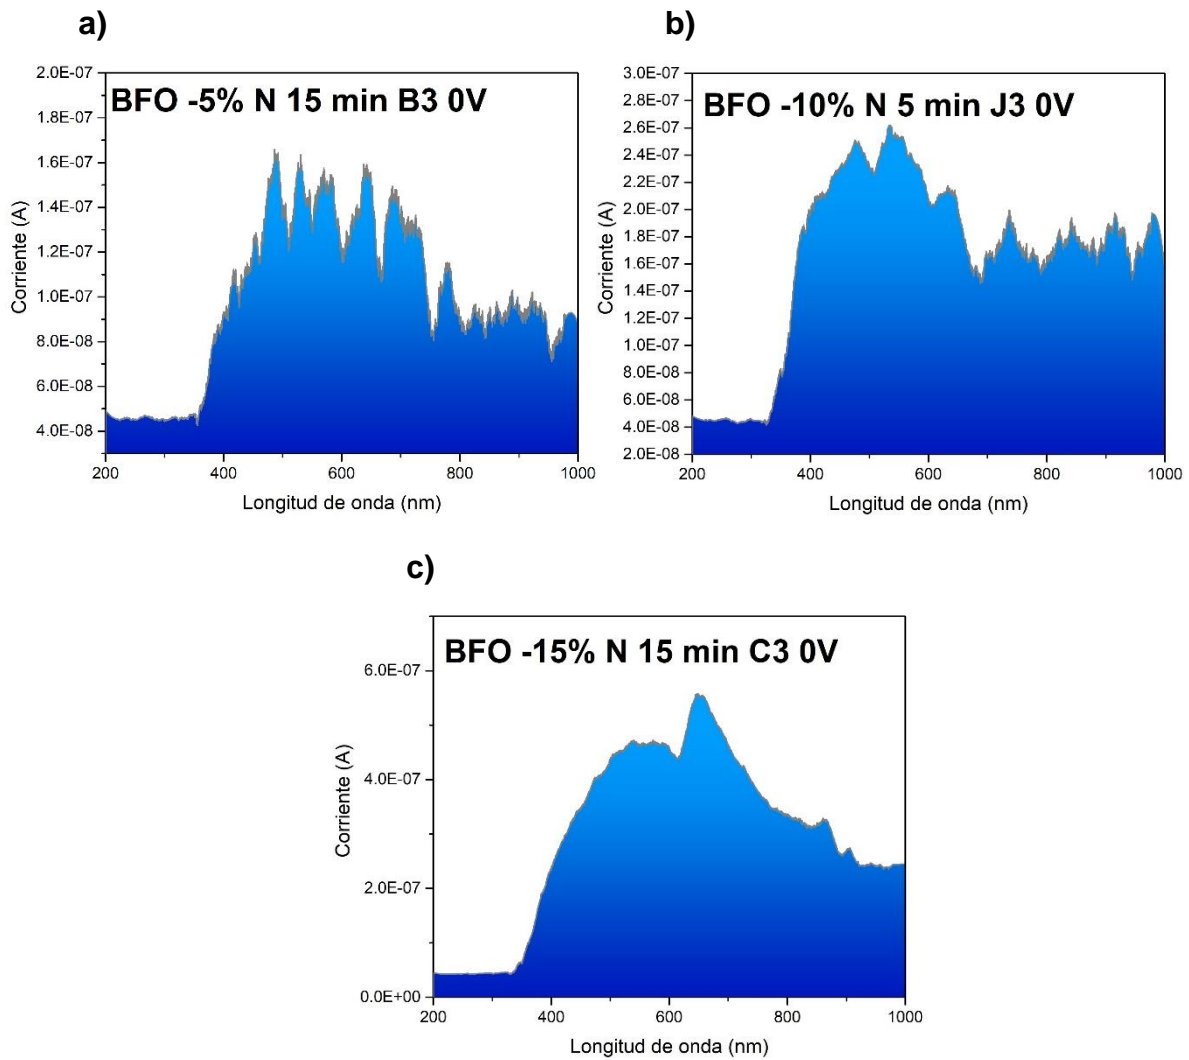 a)
BFO -5% N 15 min B3 0V
2.0E-07
1.8E-07
1.6E-07
1.4E-07
1.2E-07
1.0E-07
8.0E-08
6.0E-08
4.0E-08
Corriente (A)
200
400
600
800
1000
Longitud de onda (nm)
b)
BFO -10% N 5 min J3 0V
3.0E-07
2.8E-07
2.6E-07
2.4E-07
2.2E-07
2.0E-07
1.8E-07
1.6E-07
1.4E-07
1.2E-07
1.0E-07
8.0E-08
6.0E-08
4.0E-08
2.0E-08
Corriente (A)
200
400
600
800
1000
Longitud de onda (nm)
c)
BFO -15% N 15 min C3 0V
6.0E-07
4.0E-07
2.0E-07
0.0E+00
Corriente (A)
200
400
600
800
1000
Longitud de onda (nm)